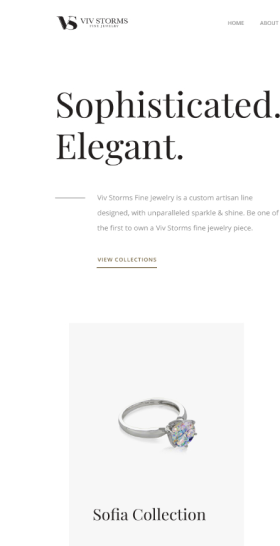 VS VIV STORMS
FINE JEWELRY
HOME ABOUT
Sophisticated.
Elegant.
Viv Storms Fine Jewelry is a custom artisan line
designed, with unparalleled sparkle & shine. Be one of
the first to own a Viv Storms fine jewelry piece.
VIEW COLLECTIONS
Sofia Collection